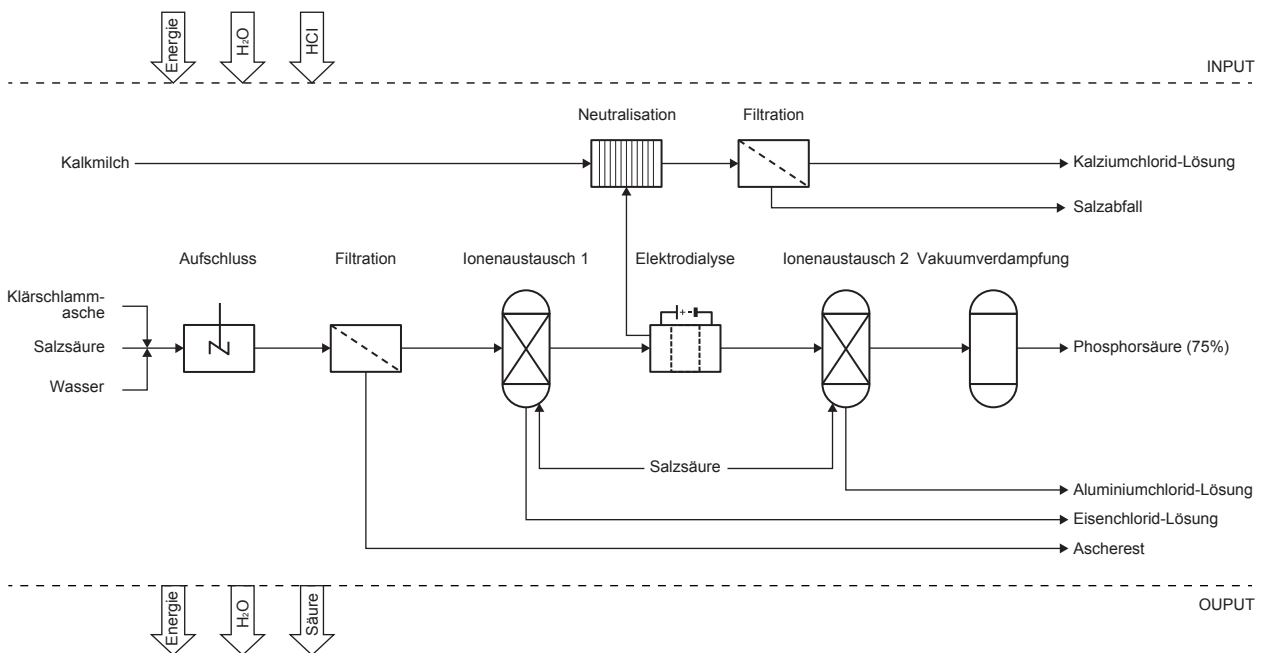 Energie
H₂O
HCl
INPUT
Neutralisation
Filtration
Kalkmilch
Kalziumchlorid-Lösung
Salzabfall
Aufschluss
Filtration
Ionenaustausch 1
Elektrodialyse
Ionenaustausch 2
Vakuumverdampfung
Klärschlamm-
asche
Salzsäure
Wasser
+ -
Phosphorsäure (75%)
Salzsäure
Aluminiumchlorid-Lösung
Eisenchlorid-Lösung
Ascherest
OUPUT
Energie
H₂O
Säure